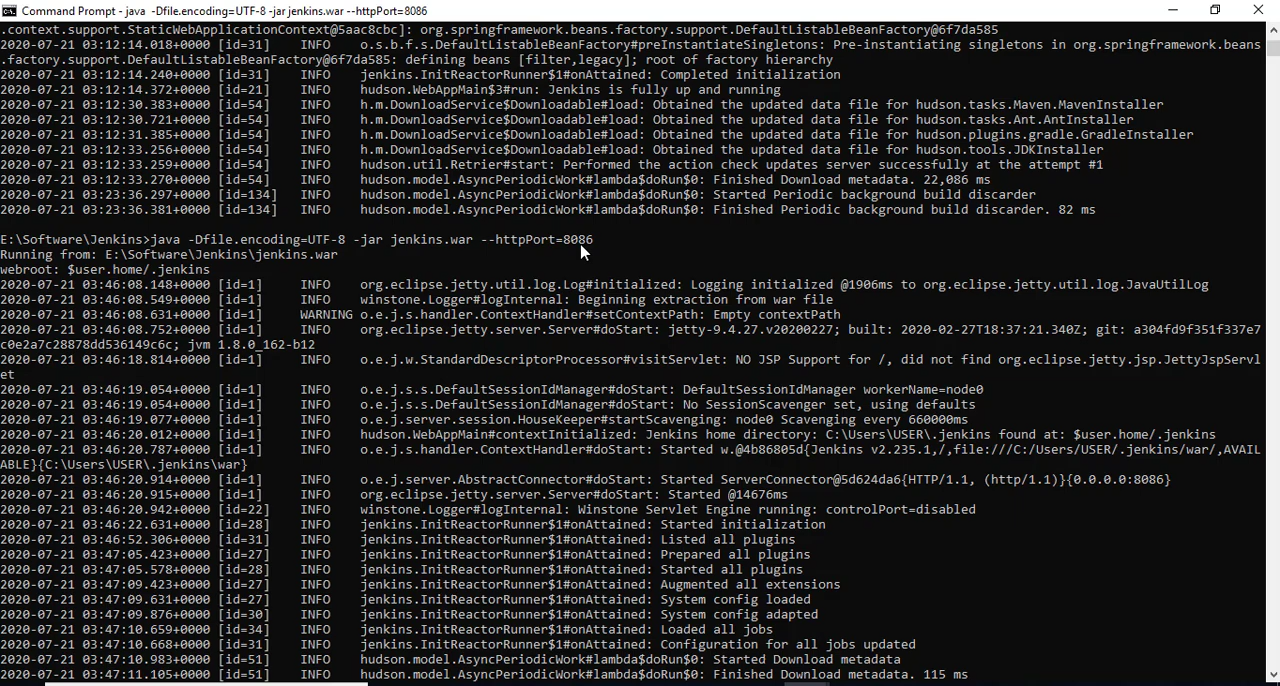 Command Prompt - java  -Dfile.encoding=UTF-8 -jar jenkins.war --httpPort=8086
.context.support.StaticWebApplicationContext@5aac8cbc]: org.springframework.beans.factory.support.DefaultListableBeanFactory@6f7da585
2020-07-21 03:12:14.018+0000 [id=31]     INFO    o.s.b.f.s.DefaultListableBeanFactory#preInstantiateSingletons: Pre-instantiating singletons in org.springframework.beans
.factory.support.DefaultListableBeanFactory@6f7da585: defining beans [filter,legacy]; root of factory hierarchy
2020-07-21 03:12:14.240+0000 [id=31]     INFO    jenkins.InitReactorRunner$1#onAttained: Completed initialization
2020-07-21 03:12:14.372+0000 [id=21]     INFO    hudson.WebAppMain$3#run: Jenkins is fully up and running
2020-07-21 03:12:30.383+0000 [id=54]     INFO    h.m.DownloadService$Downloadable#load: Obtained the updated data file for hudson.tasks.Maven.MavenInstaller
2020-07-21 03:12:30.721+0000 [id=54]     INFO    h.m.DownloadService$Downloadable#load: Obtained the updated data file for hudson.tasks.Ant.AntInstaller
2020-07-21 03:12:31.385+0000 [id=54]     INFO    h.m.DownloadService$Downloadable#load: Obtained the updated data file for hudson.plugins.gradle.GradleInstaller
2020-07-21 03:12:33.256+0000 [id=54]     INFO    h.m.DownloadService$Downloadable#load: Obtained the updated data file for hudson.tools.JDKInstaller
2020-07-21 03:12:33.259+0000 [id=54]     INFO    hudson.util.Retrier#start: Performed the action check updates server successfully at the attempt #1
2020-07-21 03:12:33.270+0000 [id=54]     INFO    hudson.model.AsyncPeriodicWork#lambda$doRun$0: Finished Download metadata. 22,086 ms
2020-07-21 03:23:36.297+0000 [id=134]    INFO    hudson.model.AsyncPeriodicWork#lambda$doRun$0: Started Periodic background build discarder
2020-07-21 03:23:36.381+0000 [id=134]    INFO    hudson.model.AsyncPeriodicWork#lambda$doRun$0: Finished Periodic background build discarder. 82 ms
E:\Software\Jenkins>java -Dfile.encoding=UTF-8 -jar jenkins.war --httpPort=8086
Running from: E:\Software\Jenkins\jenkins.war
webroot: $user.home/.jenkins
2020-07-21 03:46:08.148+0000 [id=1]      INFO    org.eclipse.jetty.util.log.Log#initialized: Logging initialized @1906ms to org.eclipse.jetty.util.log.JavaUtilLog
2020-07-21 03:46:08.549+0000 [id=1]      INFO    winstone.Logger#logInternal: Beginning extraction from war file
2020-07-21 03:46:08.631+0000 [id=1]      WARNING o.e.j.s.handler.ContextHandler#setContextPath: Empty contextPath
2020-07-21 03:46:08.752+0000 [id=1]      INFO    org.eclipse.jetty.server.Server#doStart: jetty-9.4.27.v20200227; built: 2020-02-27T18:37:21.340Z; git: a304fd9f351f337e7
c0e2a7c28878dd536149c6c; jvm 1.8.0_162-b12
2020-07-21 03:46:18.814+0000 [id=1]      INFO    o.e.j.w.StandardDescriptorProcessor#visitServlet: NO JSP Support for /, did not find org.eclipse.jetty.jsp.JettyJspServl
et
2020-07-21 03:46:19.054+0000 [id=1]      INFO    o.e.j.s.s.DefaultSessionIdManager#doStart: DefaultSessionIdManager workerName=node0
2020-07-21 03:46:19.054+0000 [id=1]      INFO    o.e.j.s.s.DefaultSessionIdManager#doStart: No SessionScavenger set, using defaults
2020-07-21 03:46:19.077+0000 [id=1]      INFO    o.e.j.server.session.HouseKeeper#startScavenging: node0 Scavenging every 660000ms
2020-07-21 03:46:20.012+0000 [id=1]      INFO    hudson.WebAppMain#contextInitialized: Jenkins home directory: C:\Users\USER\.jenkins found at: $user.home/.jenkins
2020-07-21 03:46:20.787+0000 [id=1]      INFO    o.e.j.s.handler.ContextHandler#doStart: Started w.@4b86805d{Jenkins v2.235.1,/,file:///C:/Users/USER/.jenkins/war/,AVAIL
ABLE}{C:\Users\USER\.jenkins\war}
2020-07-21 03:46:20.914+0000 [id=1]      INFO    o.e.j.server.AbstractConnector#doStart: Started ServerConnector@5d624da6{HTTP/1.1, (http/1.1)}{0.0.0.0:8086}
2020-07-21 03:46:20.915+0000 [id=1]      INFO    org.eclipse.jetty.server.Server#doStart: Started @14676ms
2020-07-21 03:46:20.942+0000 [id=22]     INFO    winstone.Logger#logInternal: Winstone Servlet Engine running: controlPort=disabled
2020-07-21 03:46:22.631+0000 [id=28]     INFO    jenkins.InitReactorRunner$1#onAttained: Started initialization
2020-07-21 03:46:52.306+0000 [id=31]     INFO    jenkins.InitReactorRunner$1#onAttained: Listed all plugins
2020-07-21 03:47:05.423+0000 [id=27]     INFO    jenkins.InitReactorRunner$1#onAttained: Prepared all plugins
2020-07-21 03:47:05.578+0000 [id=28]     INFO    jenkins.InitReactorRunner$1#onAttained: Started all plugins
2020-07-21 03:47:09.423+0000 [id=27]     INFO    jenkins.InitReactorRunner$1#onAttained: Augmented all extensions
2020-07-21 03:47:09.631+0000 [id=27]     INFO    jenkins.InitReactorRunner$1#onAttained: System config loaded
2020-07-21 03:47:09.876+0000 [id=30]     INFO    jenkins.InitReactorRunner$1#onAttained: System config adapted
2020-07-21 03:47:10.659+0000 [id=34]     INFO    jenkins.InitReactorRunner$1#onAttained: Loaded all jobs
2020-07-21 03:47:10.668+0000 [id=31]     INFO    jenkins.InitReactorRunner$1#onAttained: Configuration for all jobs updated
2020-07-21 03:47:10.983+0000 [id=51]     INFO    hudson.model.AsyncPeriodicWork#lambda$doRun$0: Started Download metadata
2020-07-21 03:47:11.105+0000 [id=51]     INFO    hudson.model.AsyncPeriodicWork#lambda$doRun$0: Finished Download metadata. 115 ms